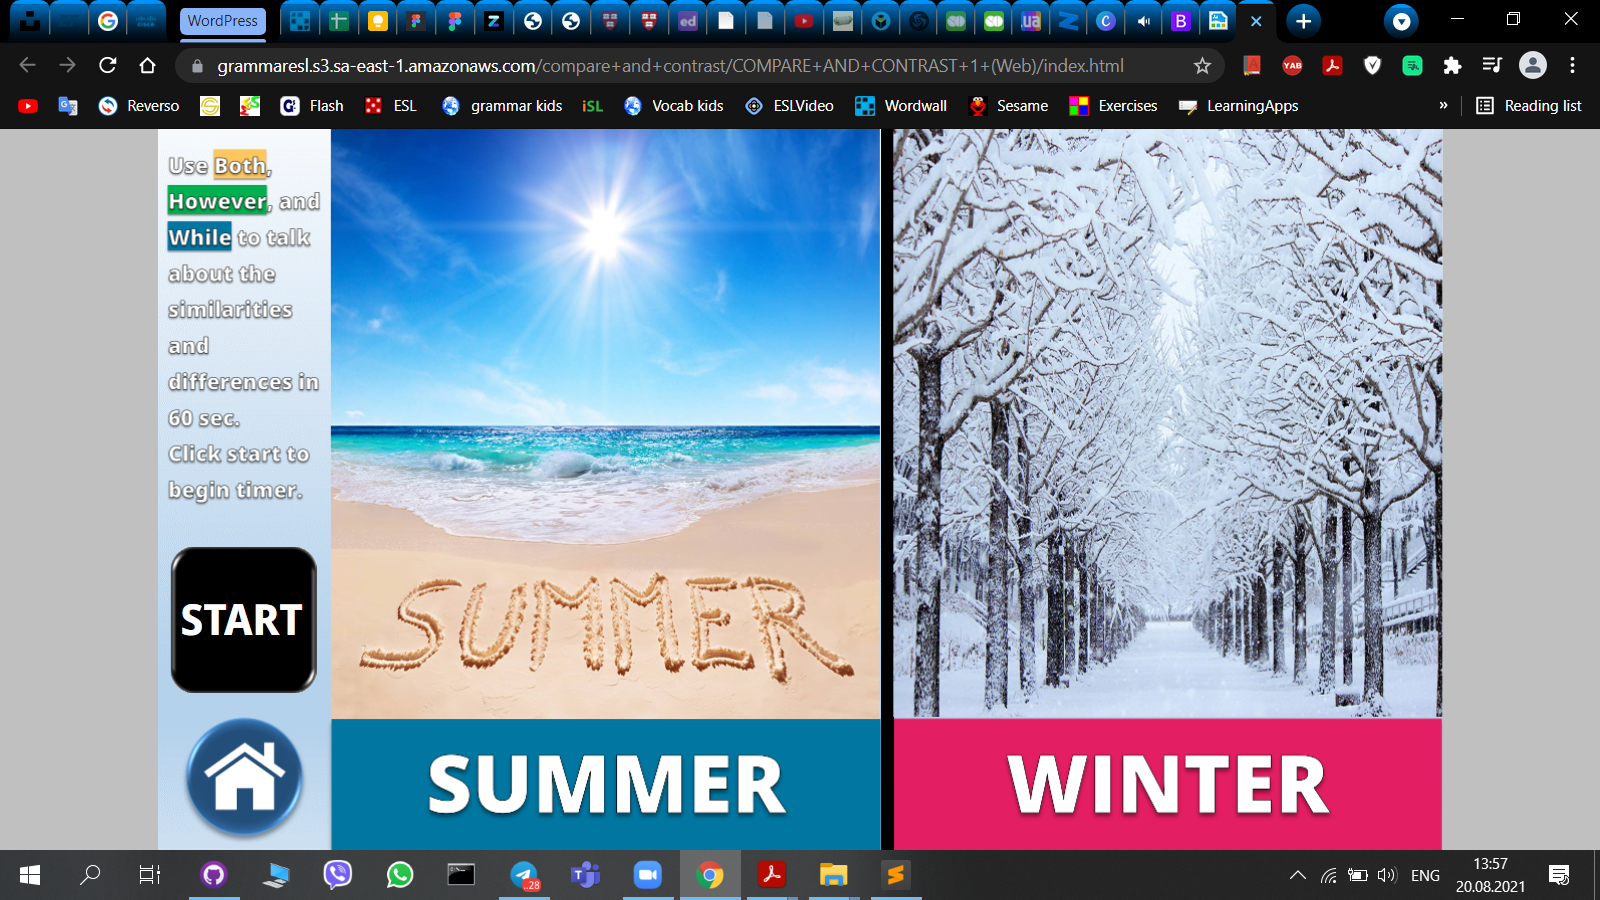 WordPress
ed
ua
Z
C
B
grammaresl.s3.sa-east-1.amazonaws.com/compare+and+contrast/COMPARE+AND+CONTRAST+1+(Web)/index.html
YAB
Reverso
Flash
ESL
grammar kids
iSL
Vocab kids
ESLVideo
Wordwall
Sesame
Exercises
LearningApps
»
Reading list
Use Both,
However, and
While to talk
about the
similarities
and
differences in
60 sec.
Click start to
begin timer.
START
SUMMER
SUMMER
WINTER
..28
ENG
13:57
20.08.2021